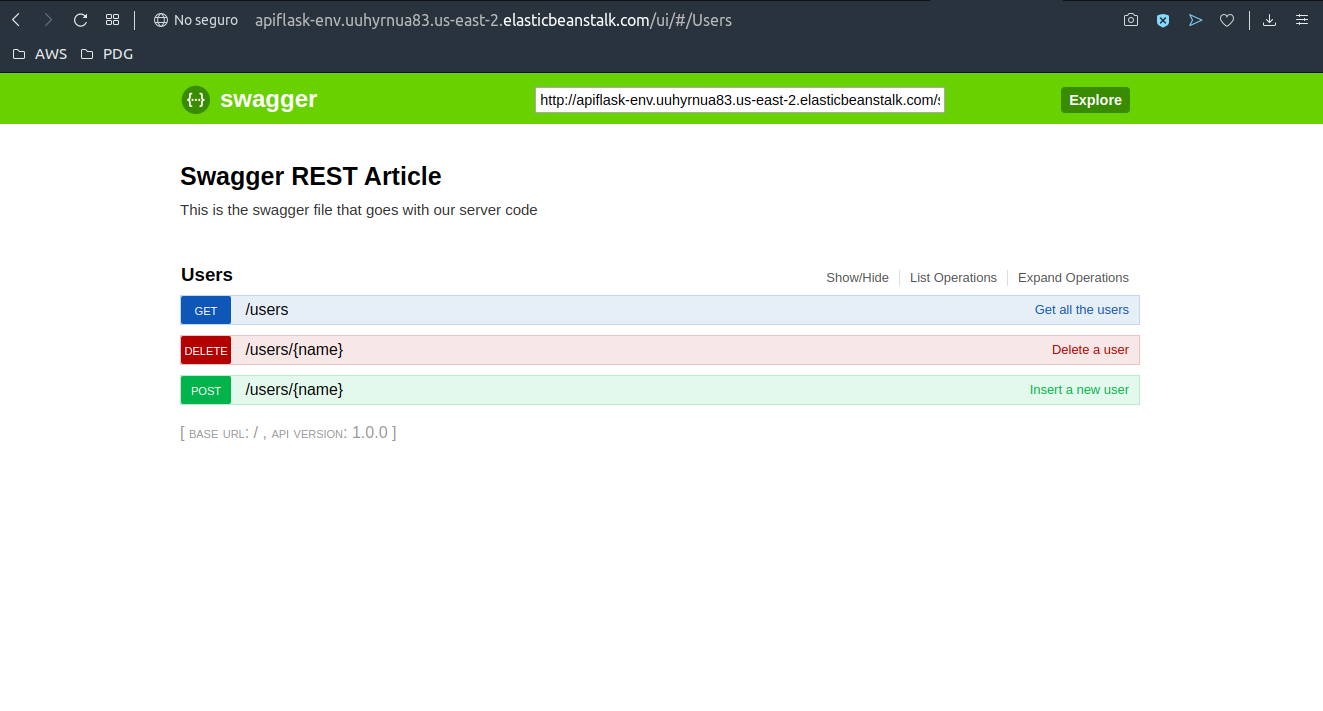 No seguro apiflask-env.uuhyrnua83.us-east-2.elasticbeanstalk.com/ui/#/Users
AWS PDG
{··} swagger http://apiflask-env.uuhyrnua83.us-east-2.elasticbeanstalk.com/s Explore
Swagger REST Article
This is the swagger file that goes with our server code
Users Show/Hide List Operations Expand Operations
GET /users Get all the users
DELETE /users/{name} Delete a user
POST /users/{name} Insert a new user
[ BASE URL: / , API VERSION: 1.0.0 ]